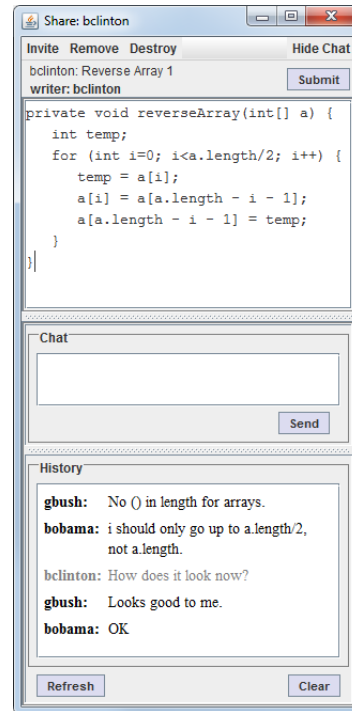 Share: bclinton
Invite Remove Destroy Hide Chat
bclinton: Reverse Array 1
writer: bclinton
Submit
private void reverseArray(int[] a) {
   int temp;
   for (int i=0; i<a.length/2; i++) {
      temp = a[i];
      a[i] = a[a.length - i - 1];
      a[a.length - i - 1] = temp;
   }
}
Chat
Send
History
gbush: No () in length for arrays.
bobama: i should only go up to a.length/2,
not a.length.
bclinton: How does it look now?
gbush: Looks good to me.
bobama: OK
Refresh Clear